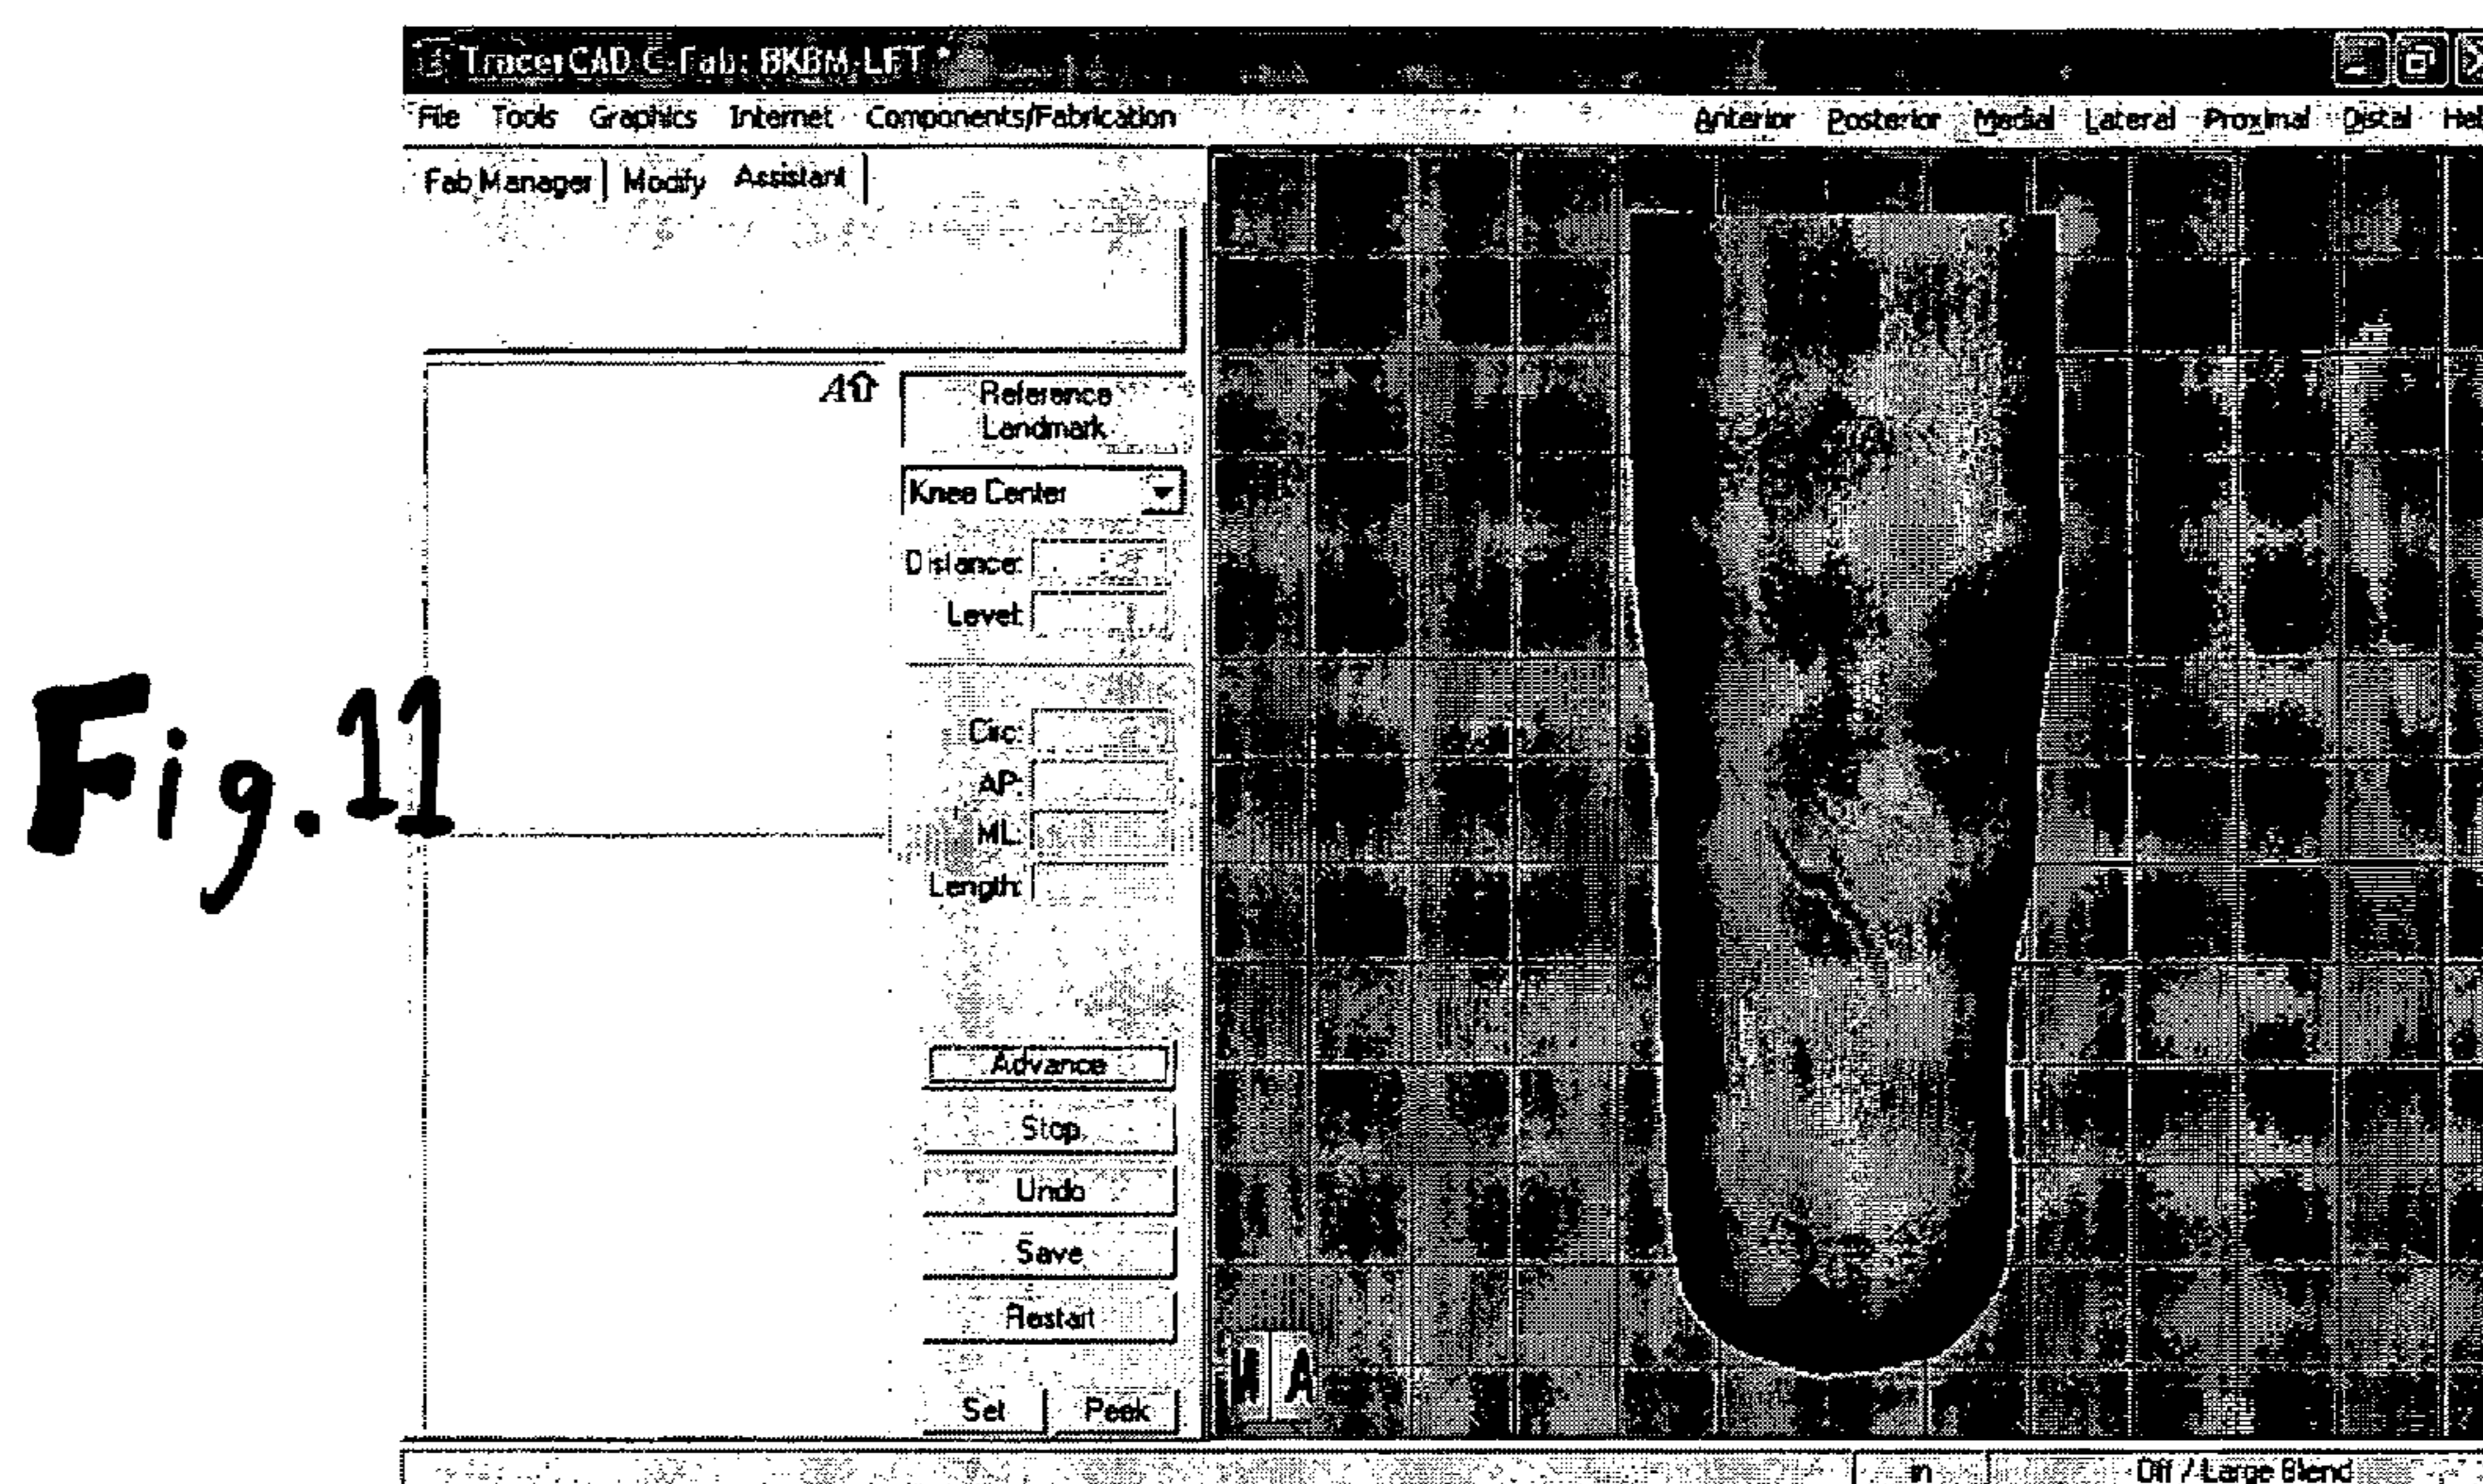 TracerCAD C-Fab: BKBM-LFT *
File Tools Graphics Internet Components/Fabrication Anterior Posterior Medial Lateral Proximal Distal Hel
Fab Manager Modify Assistant
A⇧
Reference
Landmark
Knee Center
Distance:
Level:
Fig. 11
Circ:
AP:
ML:
Length:
Advance
Stop
Undo
Save
Restart
Set Peek
A
in Off / Large Blend